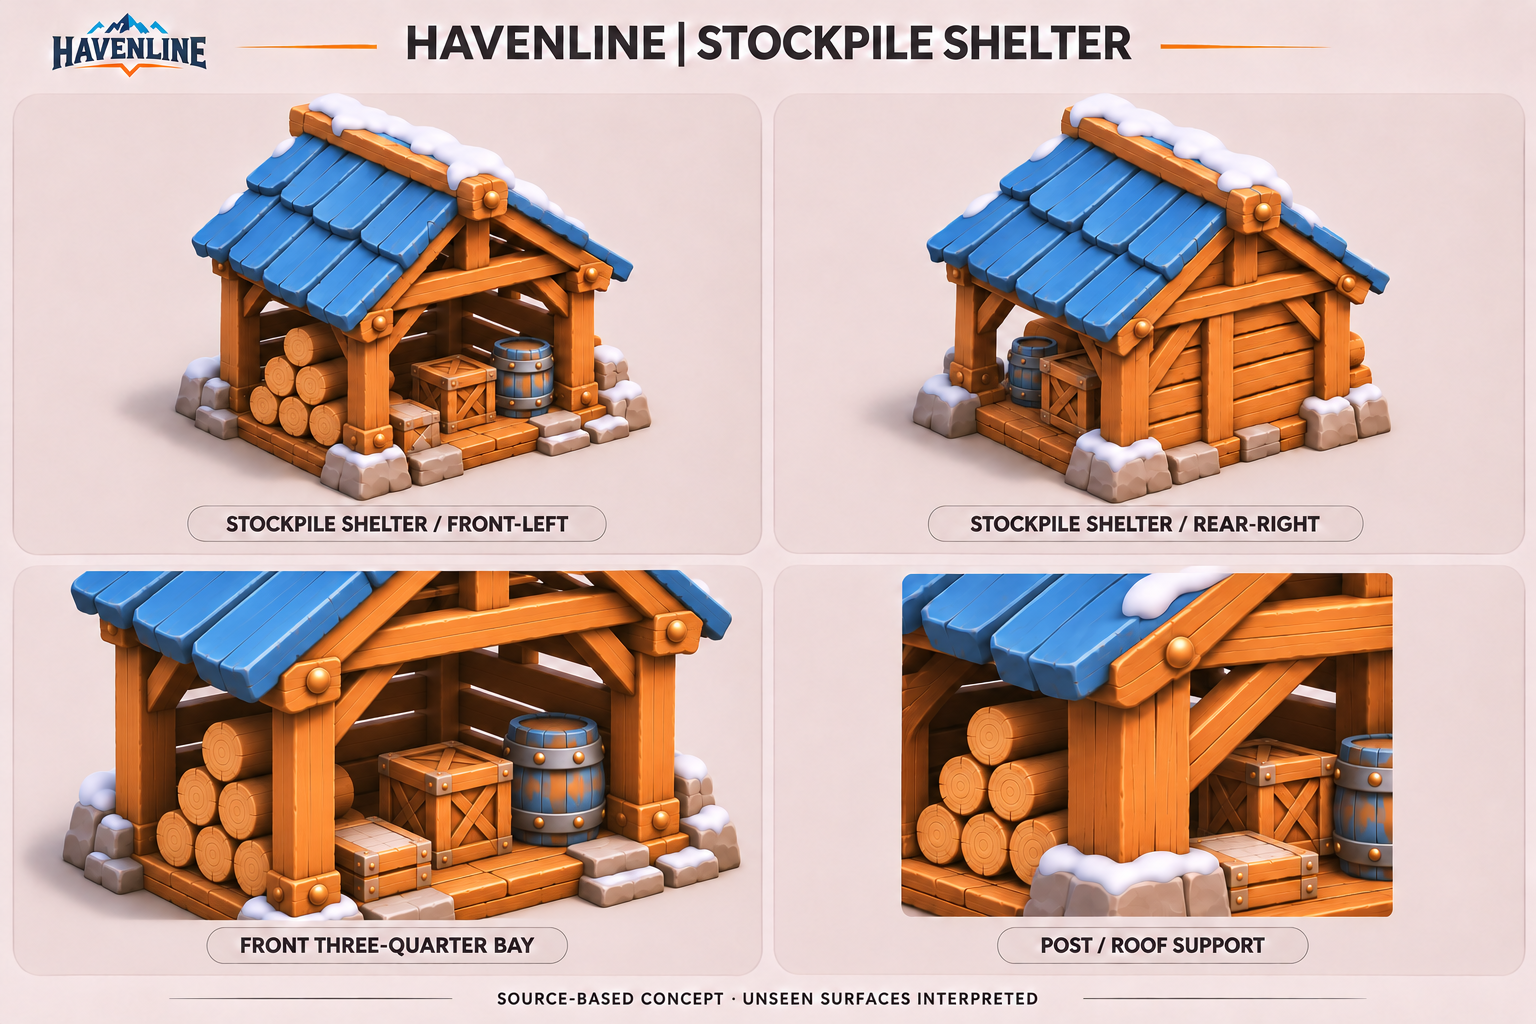 HAVENLINE
HAVENLINE | STOCKPILE SHELTER
STOCKPILE SHELTER / FRONT-LEFT
STOCKPILE SHELTER / REAR-RIGHT
FRONT THREE-QUARTER BAY
POST / ROOF SUPPORT
SOURCE-BASED CONCEPT · UNSEEN SURFACES INTERPRETED